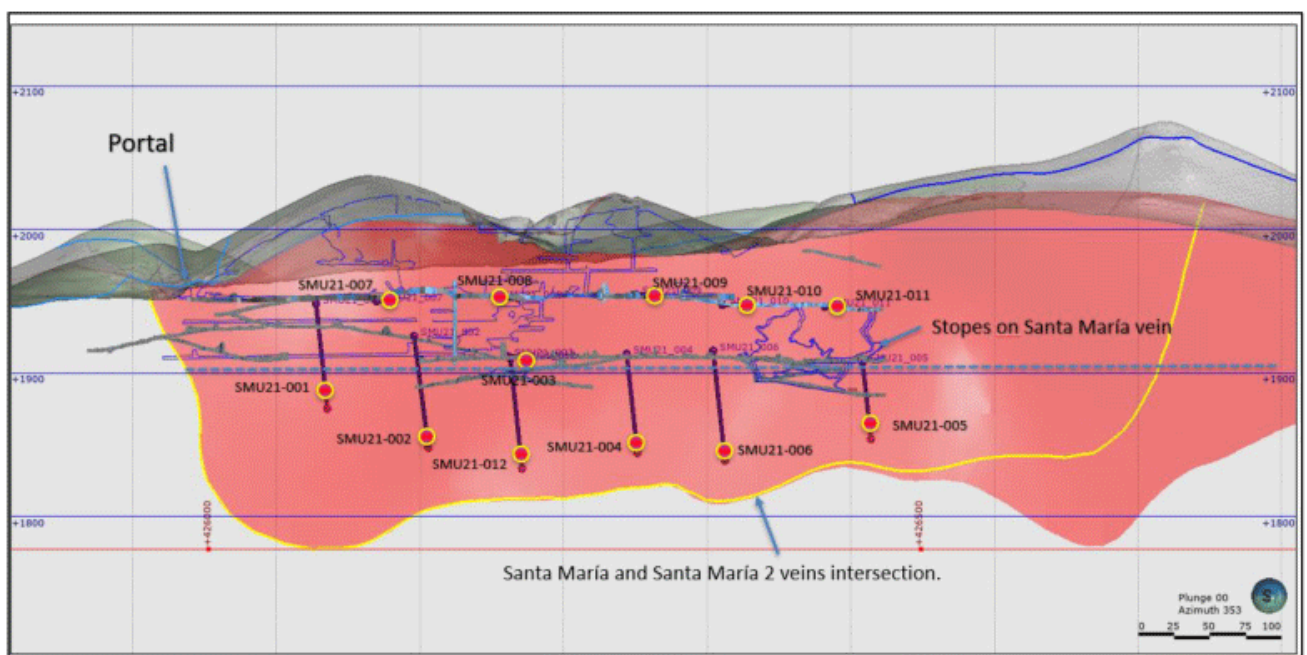 +2100
+2100
Portal
+2000
+2000
SMU21-007
SMU21-008
SMU21-009
SMU21-010
SMU21-011
Stopes on Santa María vein
SMU21_004
SMU21_006
SMU21_005
+1900
+1900
SMU21-001
SMU21-003
SMU21-002
SMU21-012
SMU21-004
SMU21-006
SMU21-005
+1800
+1800
+426000
+426500
Santa María and Santa María 2 veins intersection.
S
Plunge 00
Azimuth 353
0 25 50 75 100